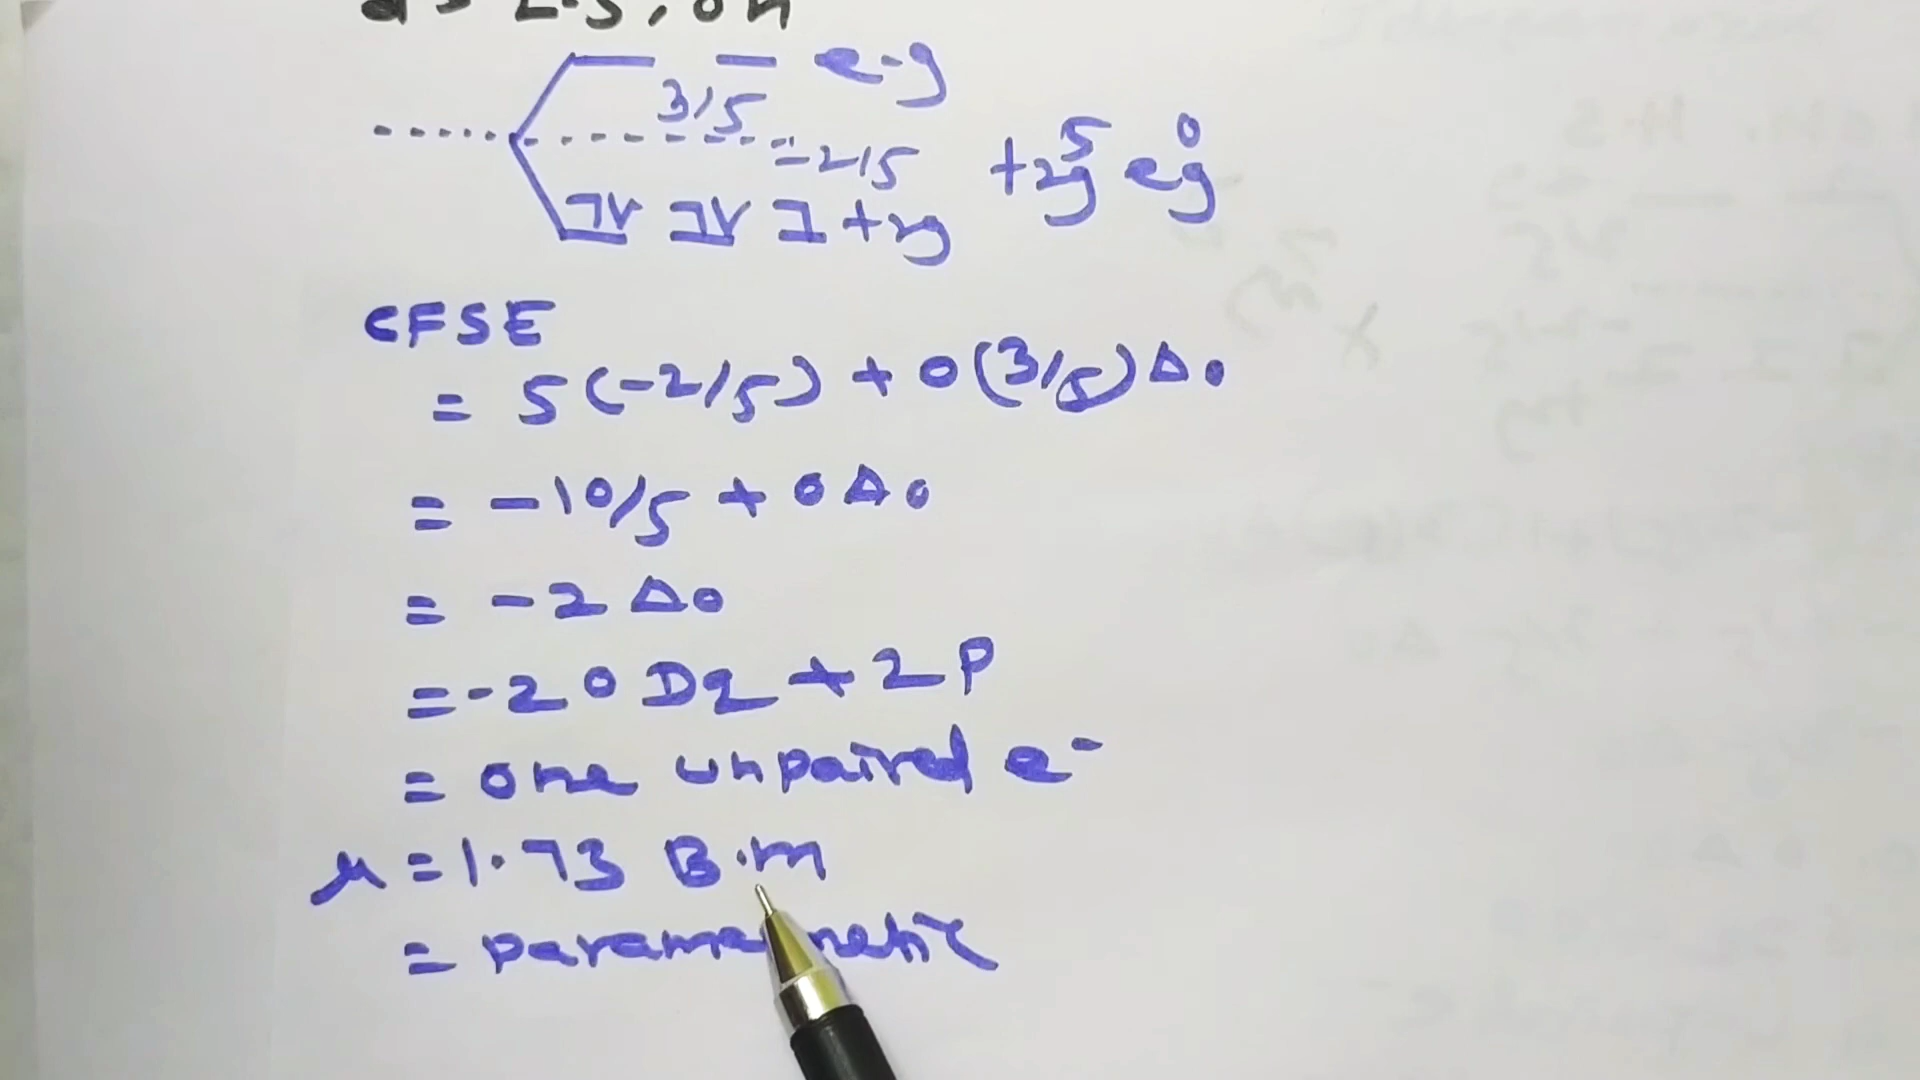 e-g
3/5
-2/5
t2g⁵ eg⁰
t2g
CFSE
= 5(-2/5) + 0(3/5)Δo
= -10/5 + 0Δo
= -2Δo
= -20Dq + 2P
= one unpaired e⁻
μ = 1.73 B.m
= paramagnetic